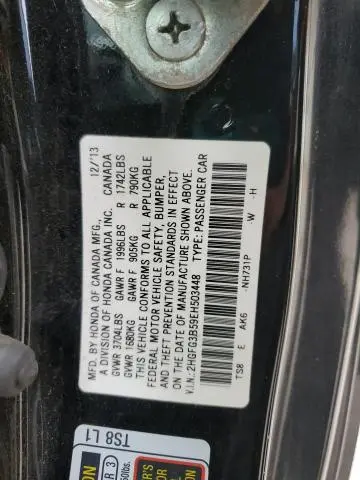 MFD. BY HONDA OF CANADA MFG., 12/'13
A DIVISION OF HONDA CANADA INC. CANADA
GVWR 3704LBS GAWR F 1996LBS R 1742LBS
GVWR 1680KG GAWR F 905KG R 790KG
THIS VEHICLE CONFORMS TO ALL APPLICABLE
FEDERAL MOTOR VEHICLE SAFETY, BUMPER,
AND THEFT PREVENTION STANDARDS IN EFFECT
ON THE DATE OF MANUFACTURE SHOWN ABOVE.
V.I.N.: 2HGFG3B59EH503448 TYPE: PASSENGER CAR
TS8 E AK6 -NH731P -W -H
TS8 L1
R 3